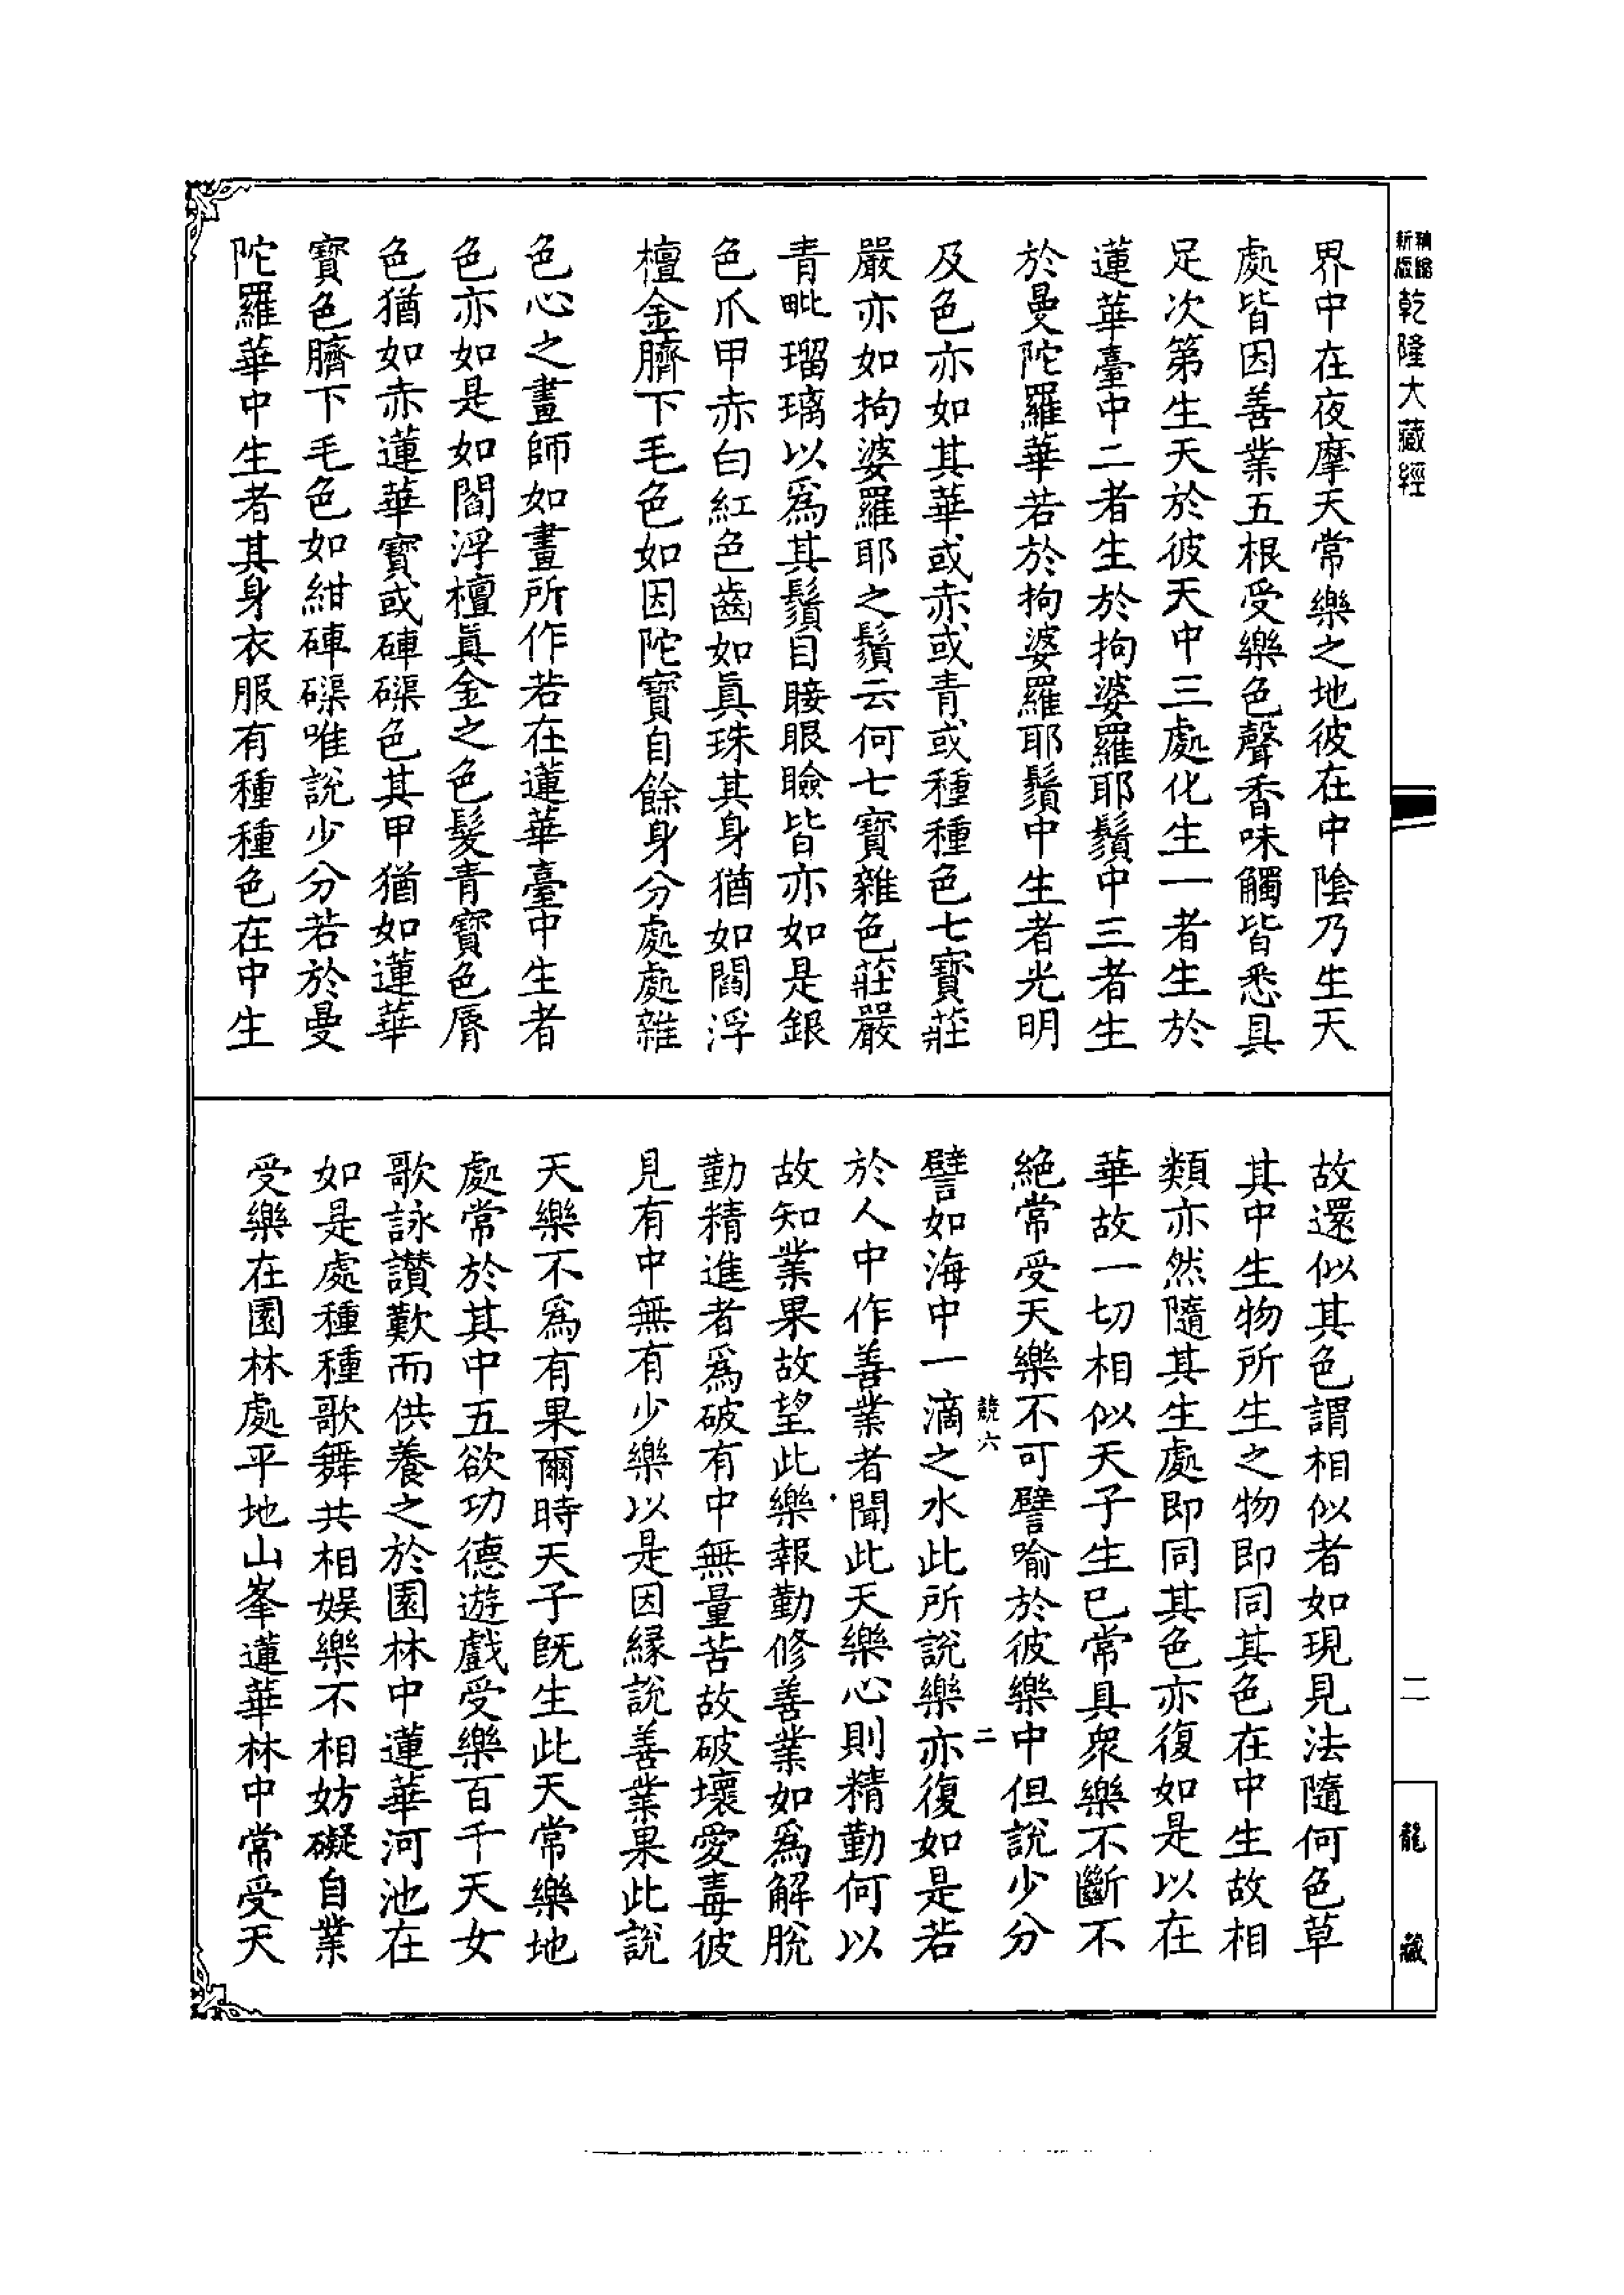 新版
精縮
乾隆大藏經
界中在夜摩天常樂之地彼在中陰乃生天
處皆因善業五根受樂色聲香味觸皆悉具
足次第生天於彼天中三處化生一者生於
蓮華臺中二者生於拘婆羅耶鬚中三者生
於曼陀羅華若於拘婆羅耶鬚中生者光明
及色亦如其華或赤或青或種種色七寶莊
嚴亦如拘婆羅耶之鬚云何七寶雜色莊嚴
青毗瑠璃以爲其鬚目睫眼瞼皆亦如是銀
色爪甲赤白紅色齒如眞珠其身猶如閻浮
檀金臍下毛色如因陀寶自餘身分處處雜
色心之畫師如畫所作若在蓮華臺中生者
色亦如是如閻浮檀眞金之色髮青寶色脣
色猶如赤蓮華寶或硨磲色其甲猶如蓮華
寶色臍下毛色如紺硨磲唯說少分若於曼
陀羅華中生者其身衣服有種種色在中生
故還似其色謂相似者如現見法隨何色草
其中生物所生之物即同其色在中生故相
類亦然隨其生處即同其色亦復如是以在
華故一切相似天子生已常具衆樂不斷不
絕常受天樂不可譬喻於彼樂中但說少分
競六
二
譬如海中一滴之水此所說樂亦復如是若
於人中作善業者聞此天樂心則精勤何以
故知業果故望此樂報勤修善業如爲解脫
勤精進者爲破有中無量苦故破壞愛毒彼
見有中無有少樂以是因緣說善業果此說
天樂不爲有果爾時天子旣生此天常樂地
處常於其中五欲功德遊戲受樂百千天女
歌詠讃歎而供養之於園林中蓮華河池在
如是處種種歌舞共相娛樂不相妨礙自業
受樂在園林處平地山峯蓮華林中常受天
二
龍藏